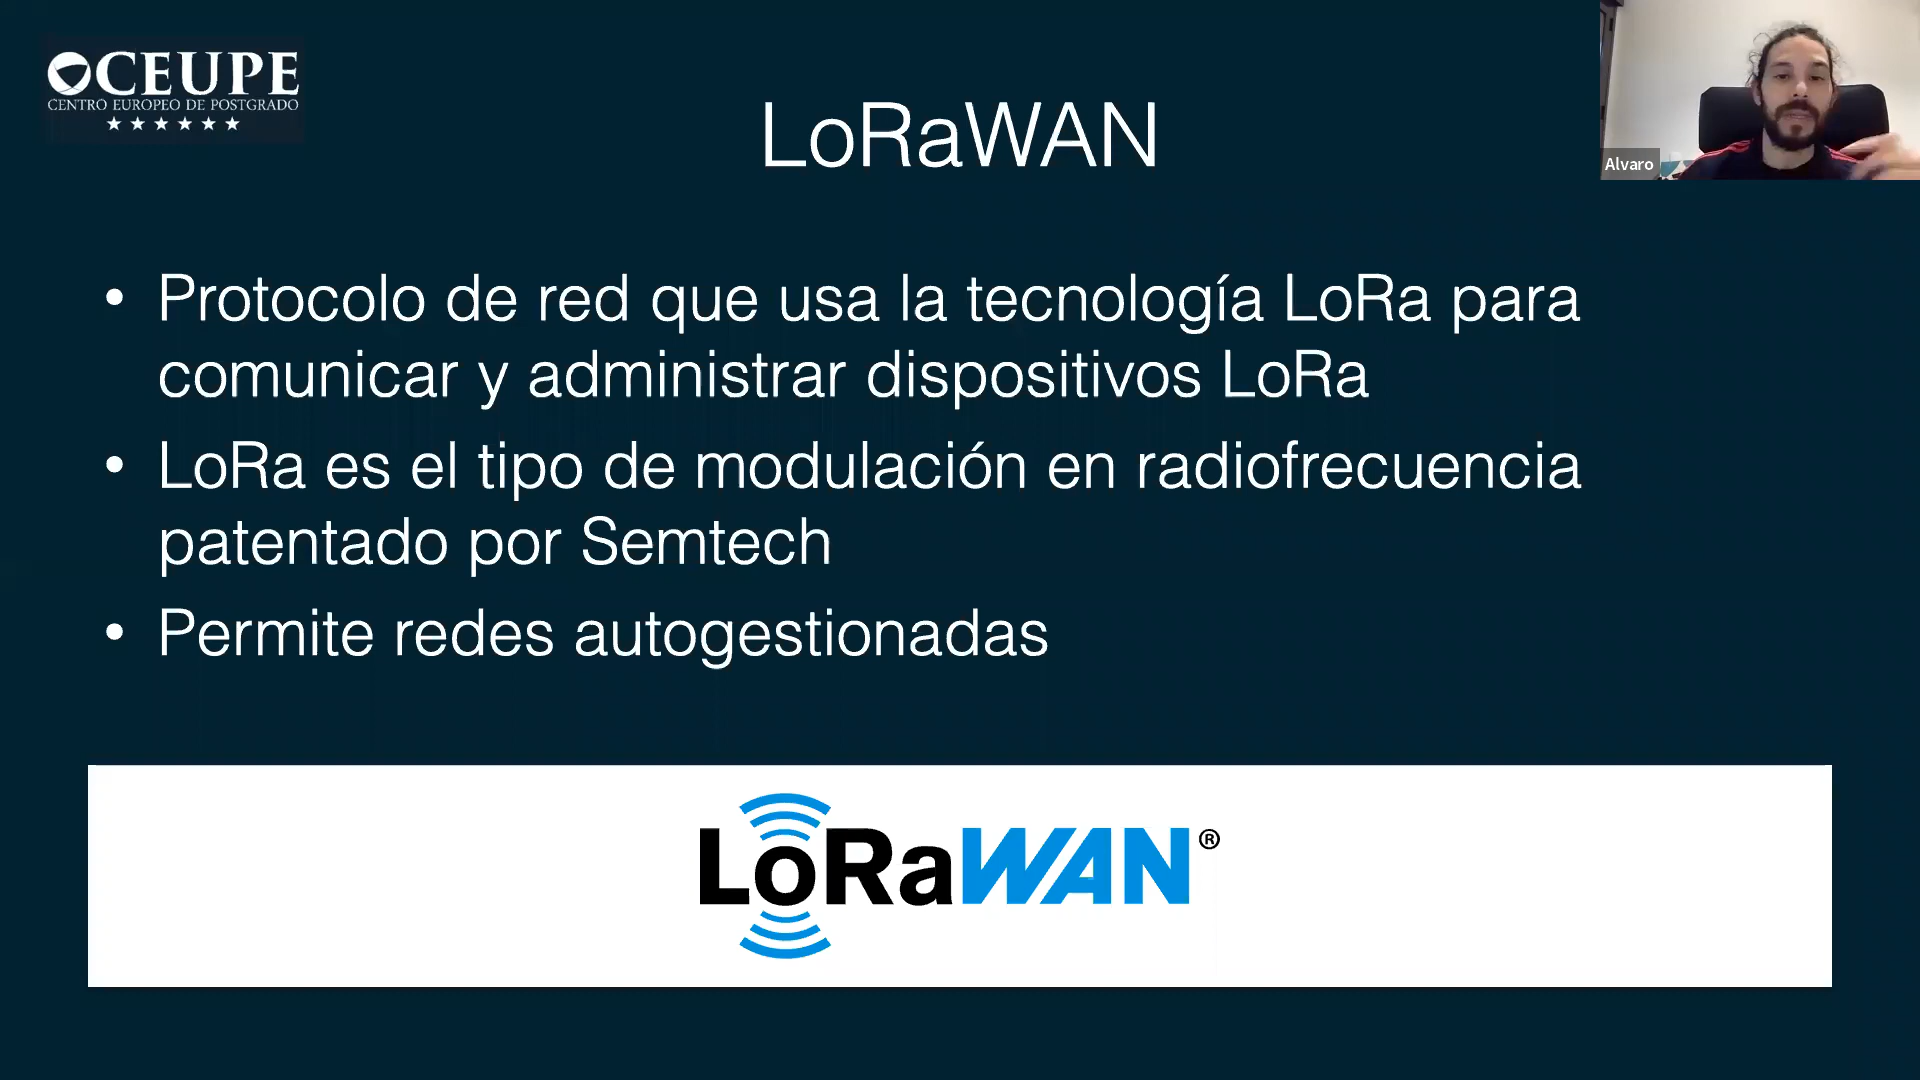 CEUPE
CENTRO EUROPEO DE POSTGRADO
LoRaWAN
Alvaro
• Protocolo de red que usa la tecnología LoRa para
comunicar y administrar dispositivos LoRa
• LoRa es el tipo de modulación en radiofrecuencia
patentado por Semtech
• Permite redes autogestionadas
LoRaWAN®